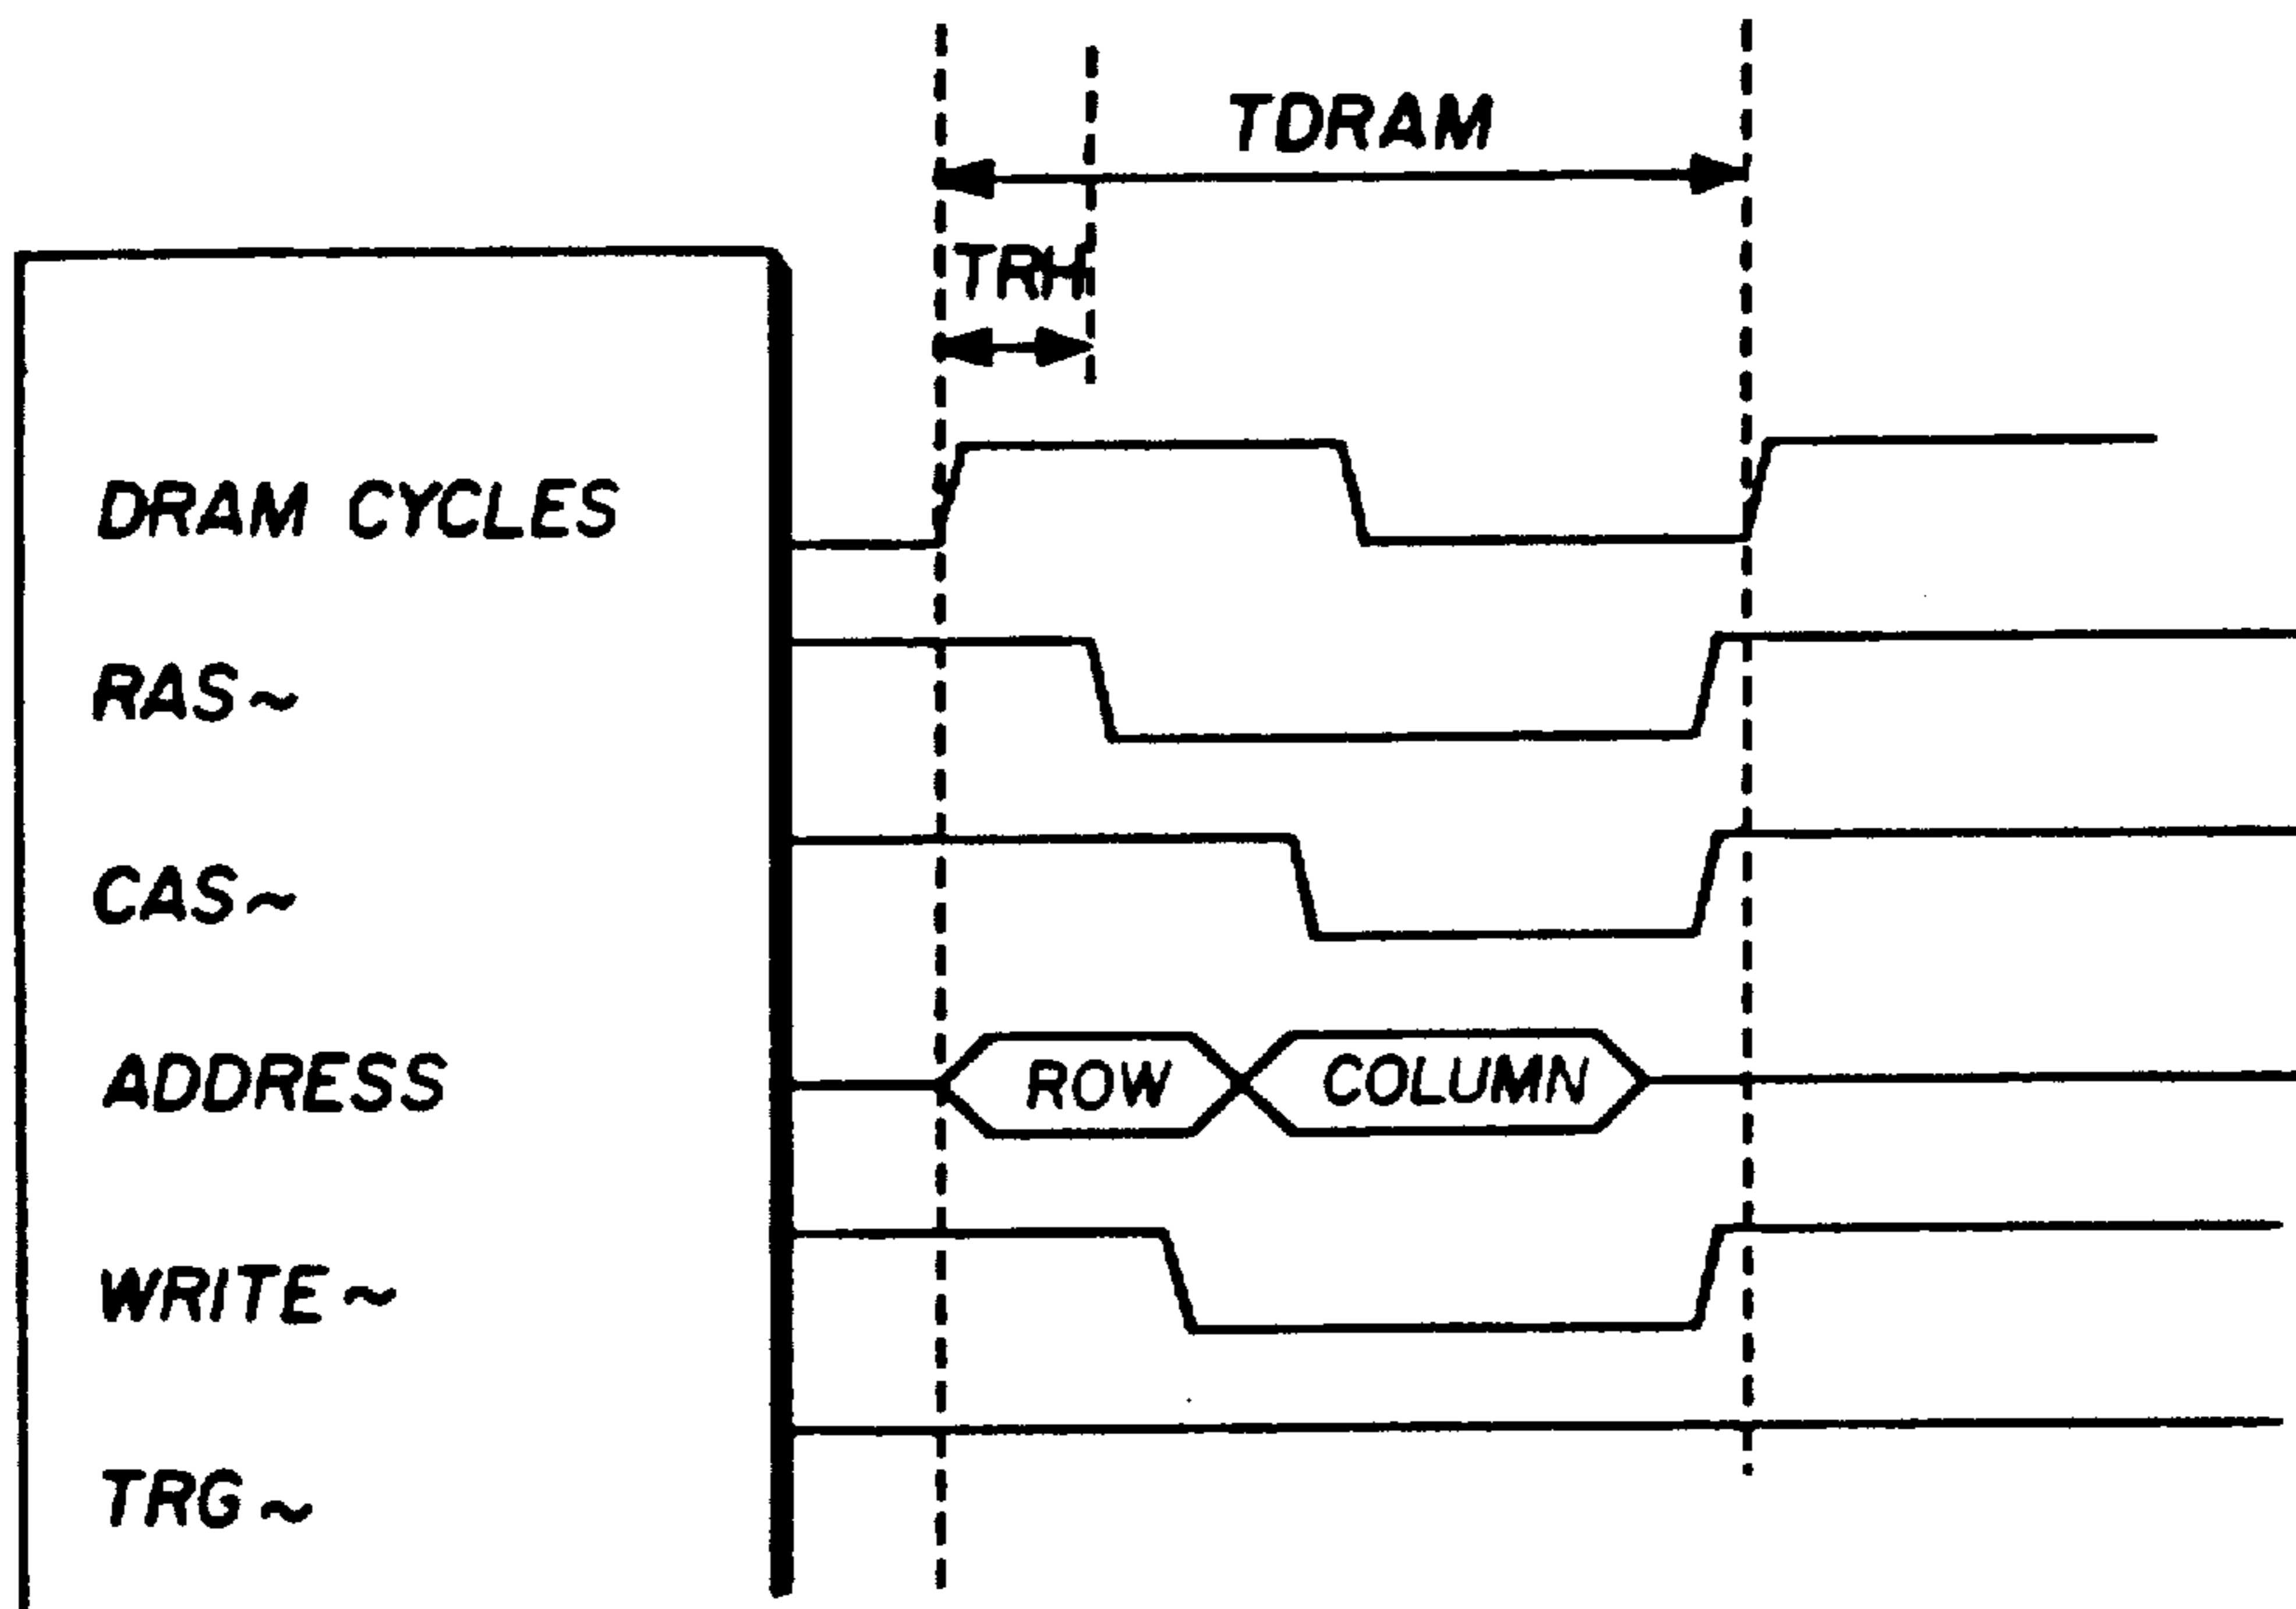 TDRAM
TRH
DRAM CYCLES
RAS~
CAS~
ADDRESS
ROW
COLUMN
WRITE~
TRG~